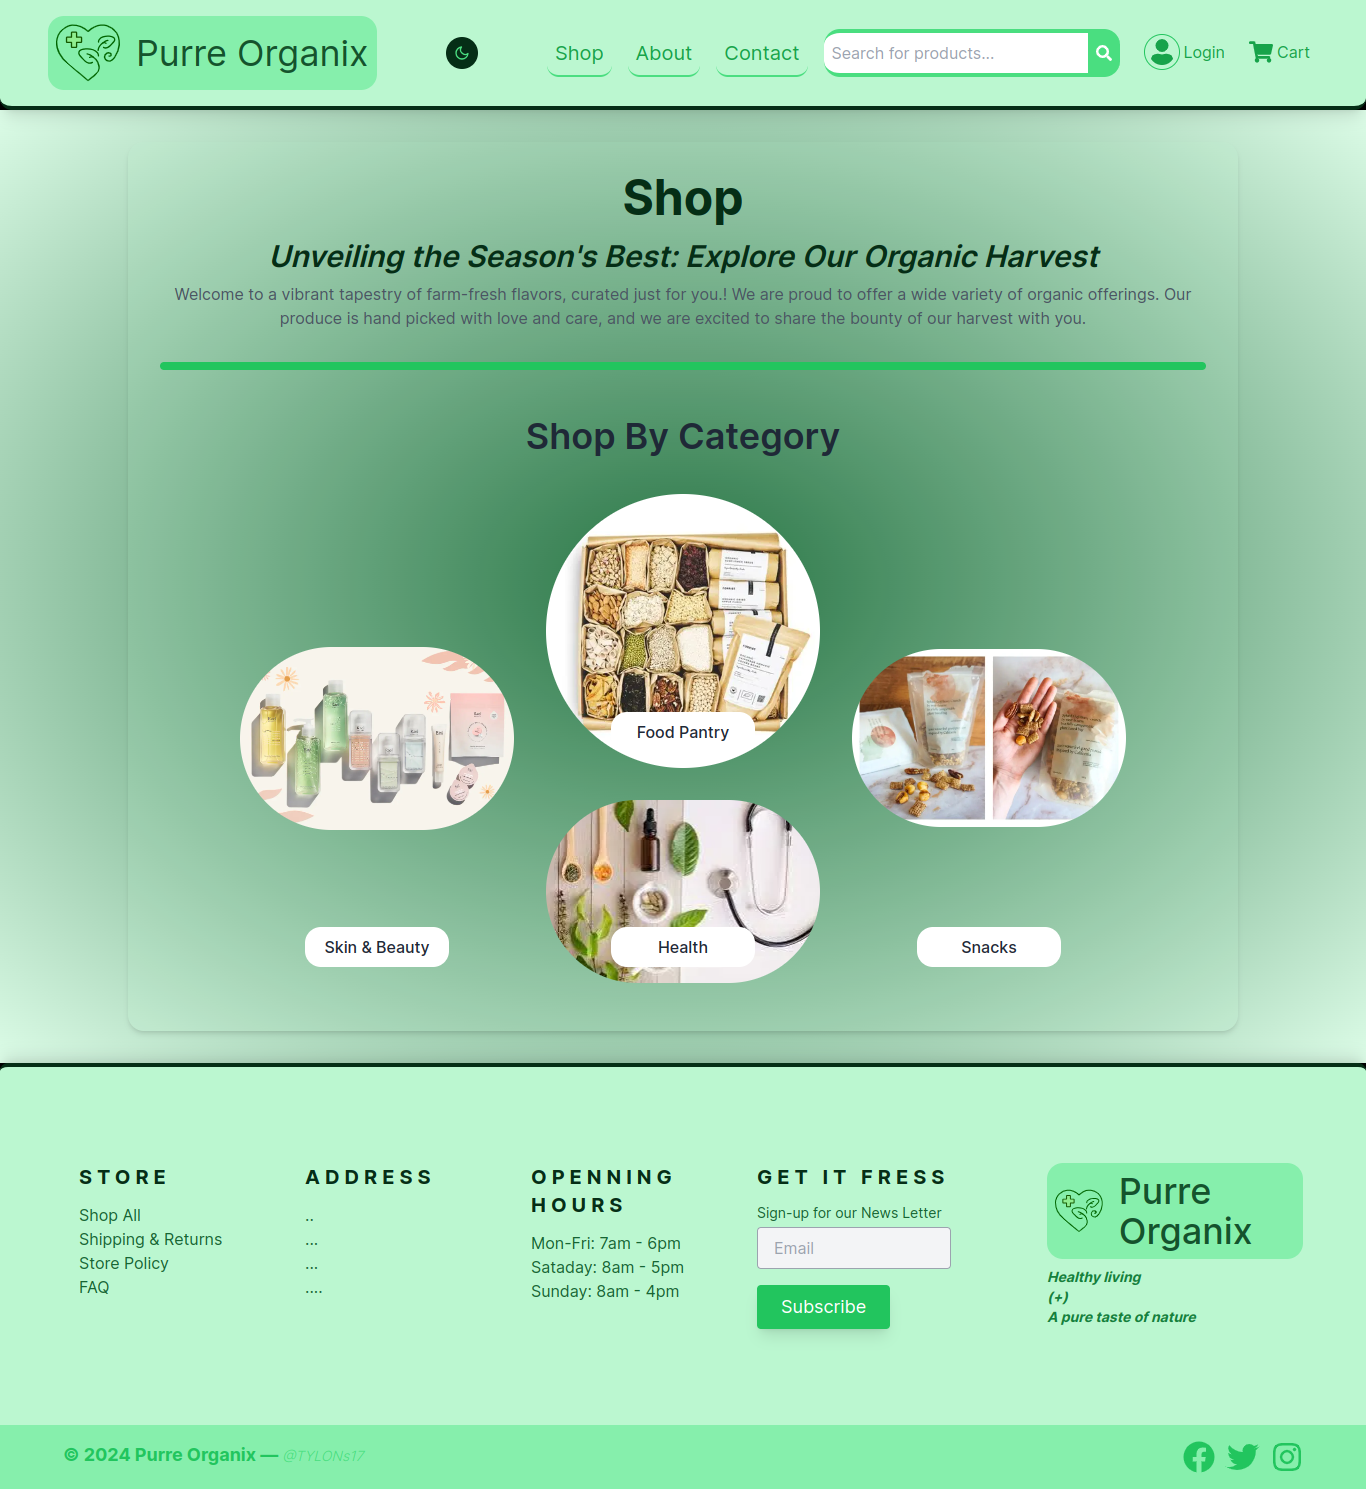 Purre Organix
Shop
About
Contact
Search for products...
Login
Cart
Shop
Unveiling the Season's Best: Explore Our Organic Harvest
Welcome to a vibrant tapestry of farm-fresh flavors, curated just for you.! We are proud to offer a wide variety of organic offerings. Our
produce is hand picked with love and care, and we are excited to share the bounty of our harvest with you.
Shop By Category
Food Pantry
Skin & Beauty
Health
Snacks
STORE
Shop All
Shipping & Returns
Store Policy
FAQ
ADDRESS
..
...
...
....
OPENNING
HOURS
Mon-Fri: 7am - 6pm
Sataday: 8am - 5pm
Sunday: 8am - 4pm
GET IT FRESS
Sign-up for our News Letter
Email
Subscribe
Purre
Organix
Healthy living
(+)
A pure taste of nature
© 2024 Purre Organix — @TYLONs17